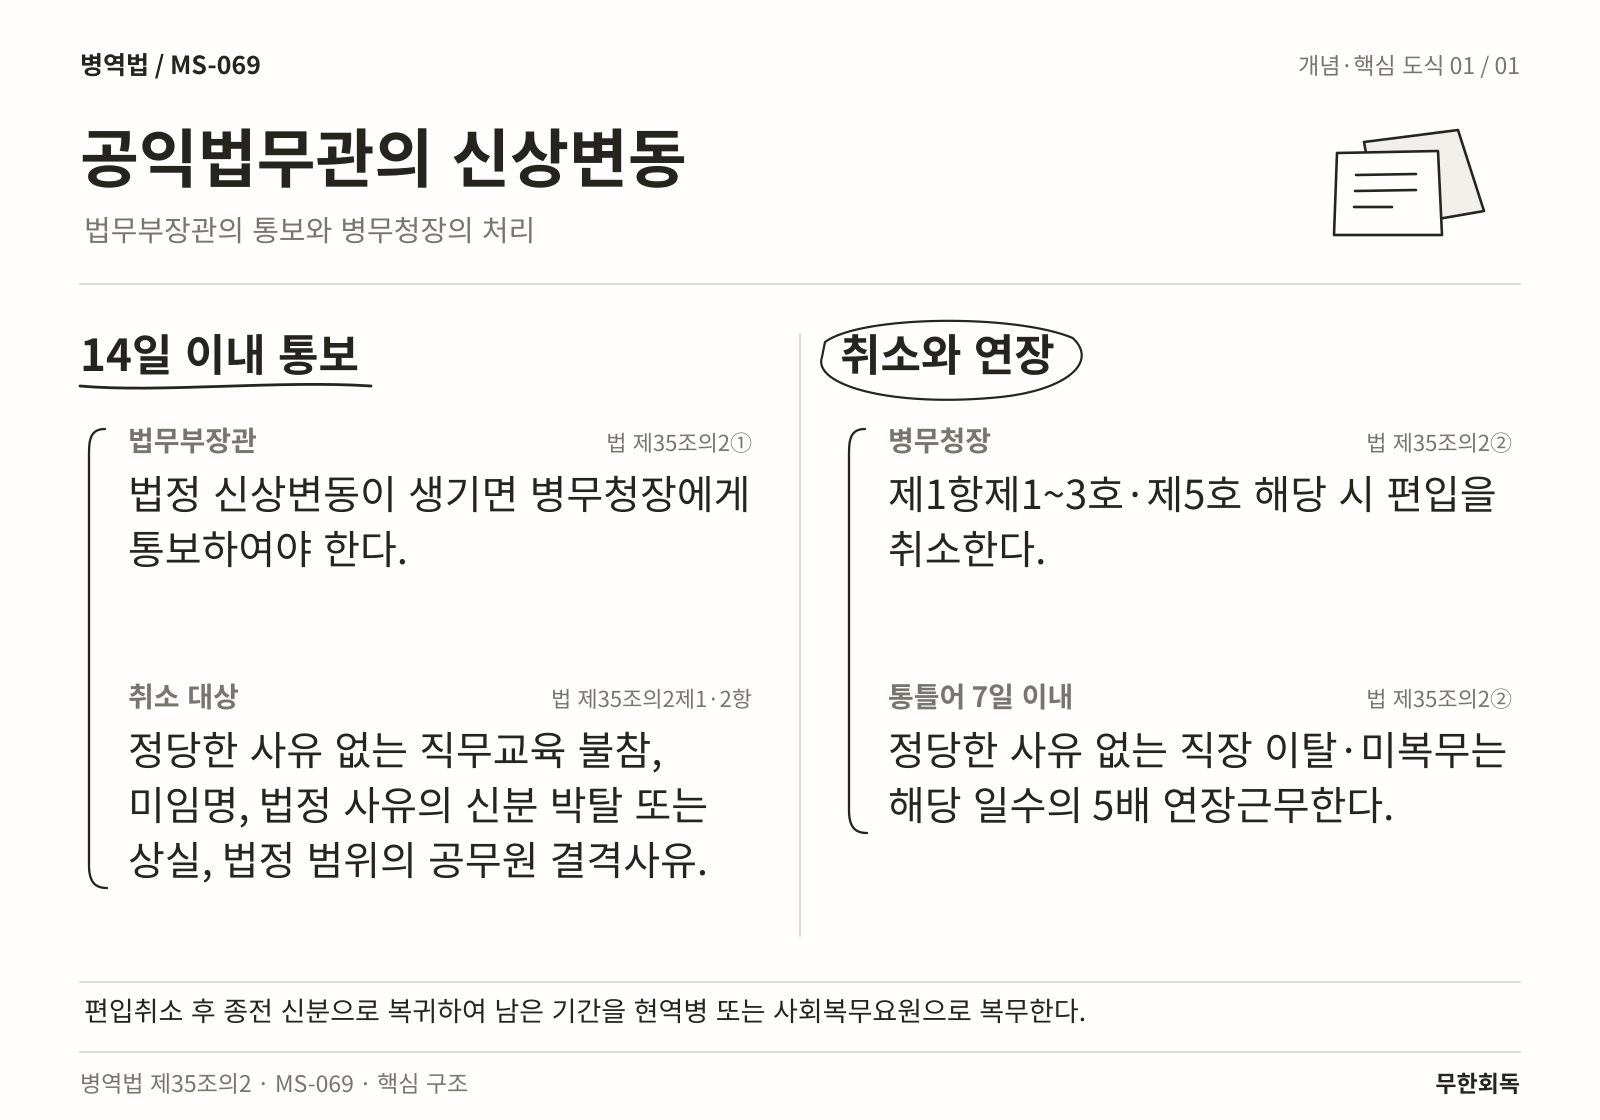 병역법 / MS-069
개념·핵심 도식 01 / 01
공익법무관의 신상변동
법무부장관의 통보와 병무청장의 처리
14일 이내 통보
법무부장관
법 제35조의2①
법정 신상변동이 생기면 병무청장에게
통보하여야 한다.
취소 대상
법 제35조의2제1·2항
정당한 사유 없는 직무교육 불참,
미임명, 법정 사유의 신분 박탈 또는
상실, 법정 범위의 공무원 결격사유.
취소와 연장
병무청장
법 제35조의2②
제1항제1~3호·제5호 해당 시 편입을
취소한다.
통틀어 7일 이내
법 제35조의2②
정당한 사유 없는 직장 이탈·미복무는
해당 일수의 5배 연장근무한다.
편입취소 후 종전 신분으로 복귀하여 남은 기간을 현역병 또는 사회복무요원으로 복무한다.
병역법 제35조의2 · MS-069 · 핵심 구조
무한회독